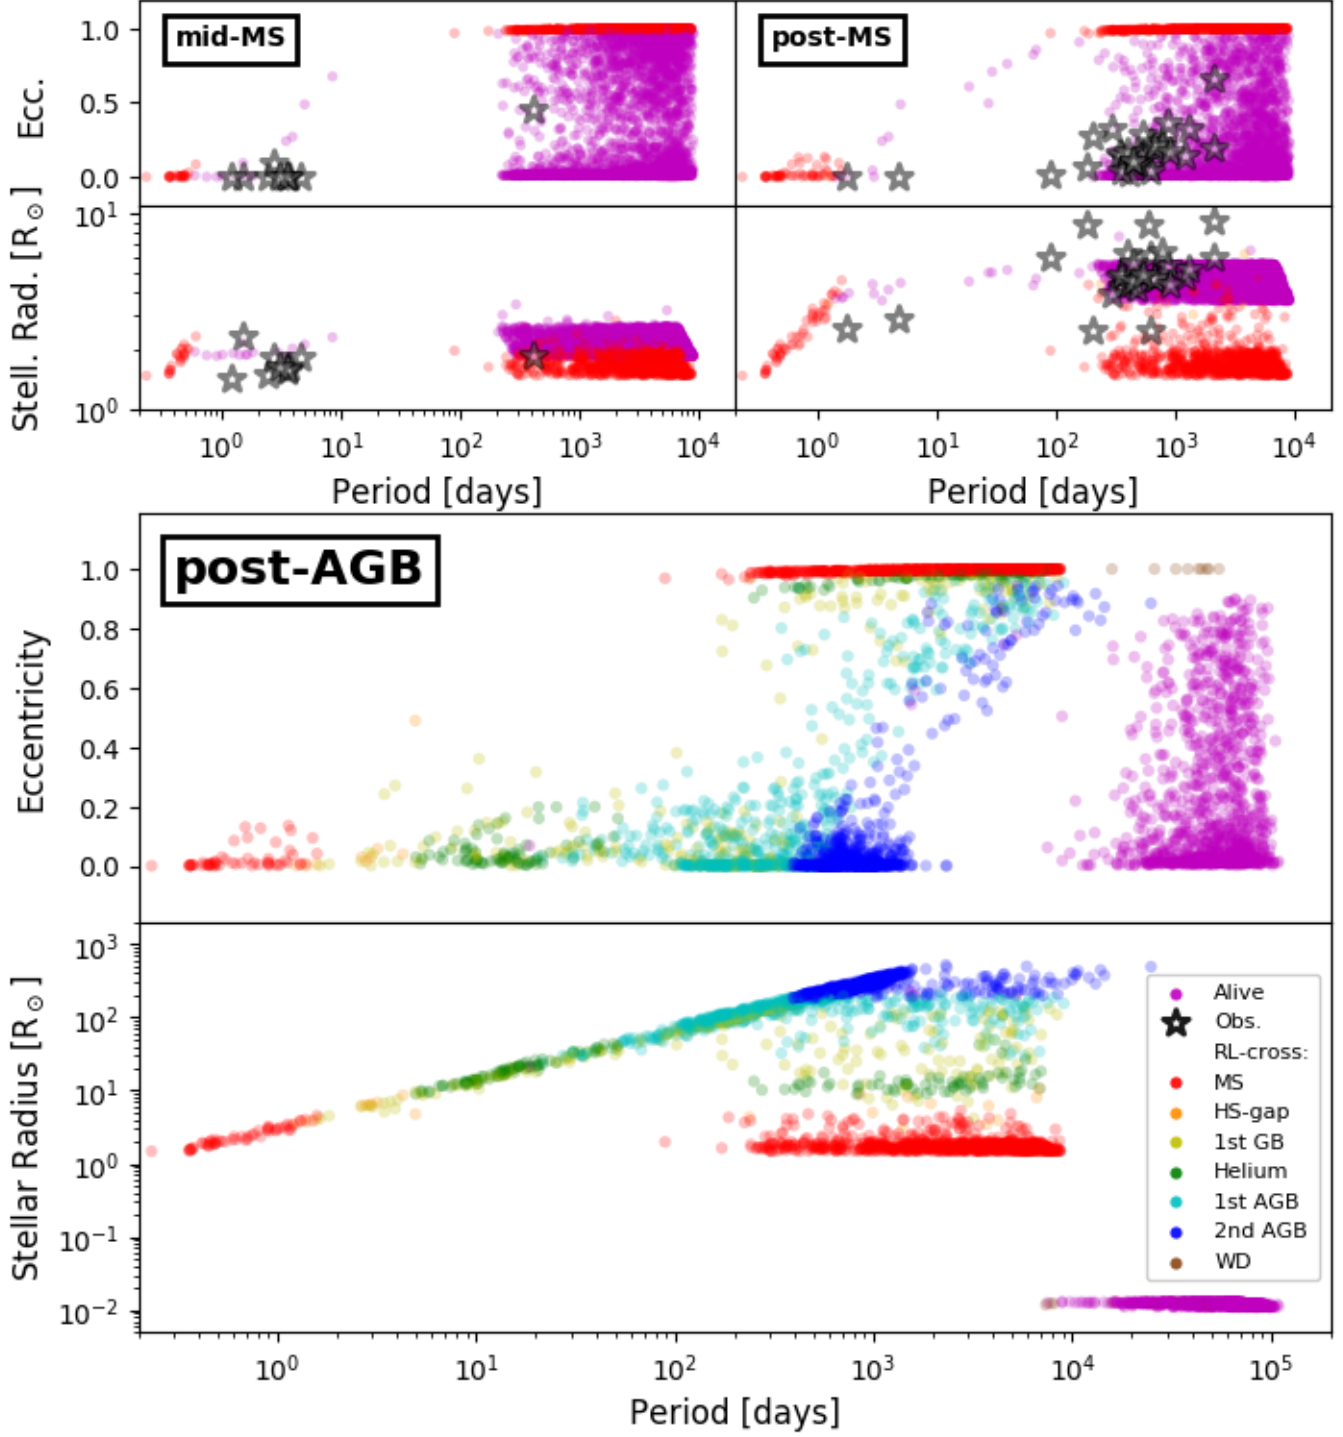 mid-MS
post-MS
1.0
0.5
0.0
Ecc.
10¹
10⁰
Stell. Rad. [R⊙]
10⁰ 10¹ 10² 10³ 10⁴
10⁰ 10¹ 10² 10³ 10⁴
Period [days]
Period [days]
post-AGB
1.0
0.8
0.6
0.4
0.2
0.0
Eccentricity
10³
10²
10¹
10⁰
10⁻¹
10⁻²
Stellar Radius [R⊙]
Alive
Obs.
RL-cross:
MS
HS-gap
1st GB
Helium
1st AGB
2nd AGB
WD
10⁰ 10¹ 10² 10³ 10⁴ 10⁵
Period [days]